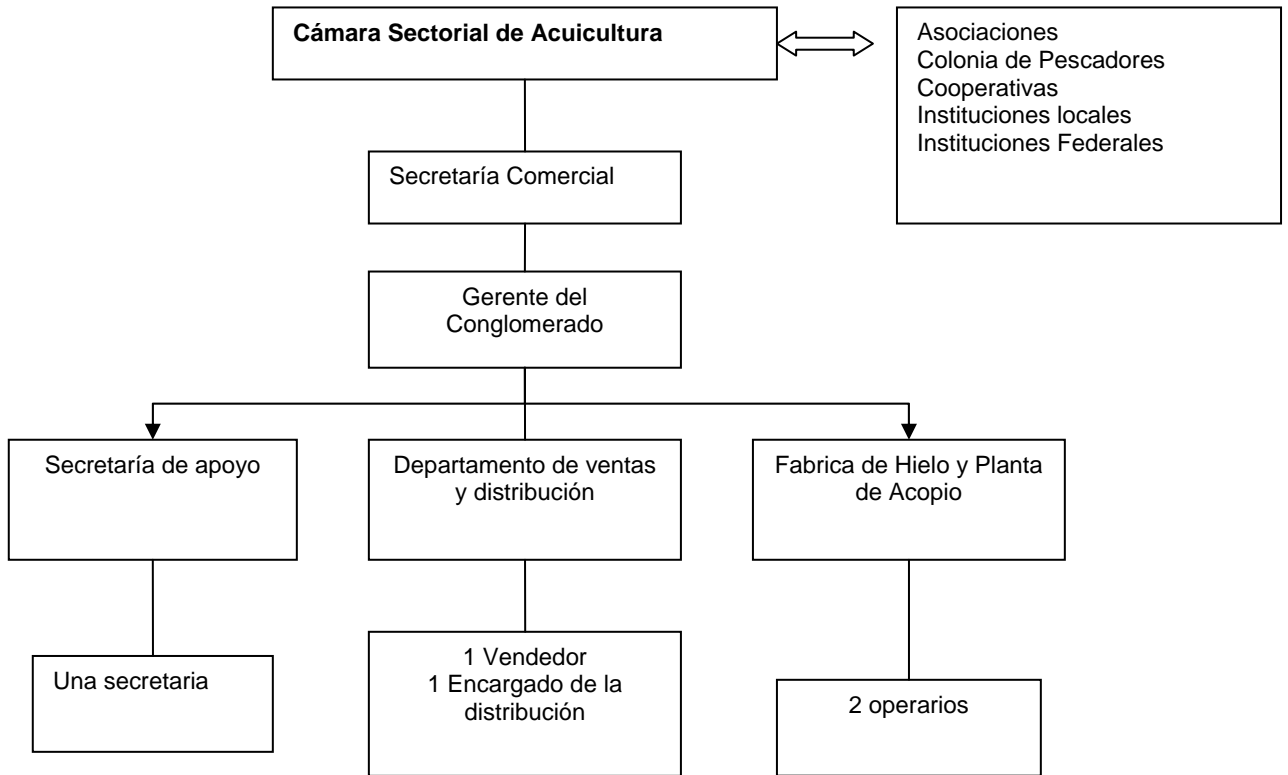 Cámara Sectorial de Acuicultura
Asociaciones
Colonia de Pescadores
Cooperativas
Instituciones locales
Instituciones Federales
Secretaría Comercial
Gerente del
Conglomerado
Secretaría de apoyo
Departamento de ventas
y distribución
Fabrica de Hielo y Planta
de Acopio
Una secretaria
1 Vendedor
1 Encargado de la
distribución
2 operarios